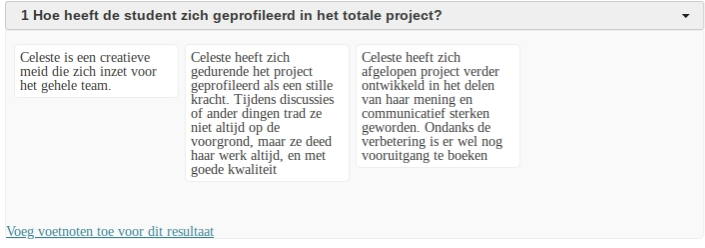 1 Hoe heeft de student zich geprofileerd in het totale project?
Celeste is een creatieve
meid die zich inzet voor
het gehele team.
Celeste heeft zich
gedurende het project
geprofileerd als een stille
kracht. Tijdens discussies
of ander dingen trad ze
niet altijd op de
voorgrond, maar ze deed
haar werk altijd, en met
goede kwaliteit
Celeste heeft zich
afgelopen project verder
ontwikkeld in het delen
van haar mening en
communicatief sterken
geworden. Ondanks de
verbetering is er wel nog
vooruitgang te boeken
Voeg voetnoten toe voor dit resultaat